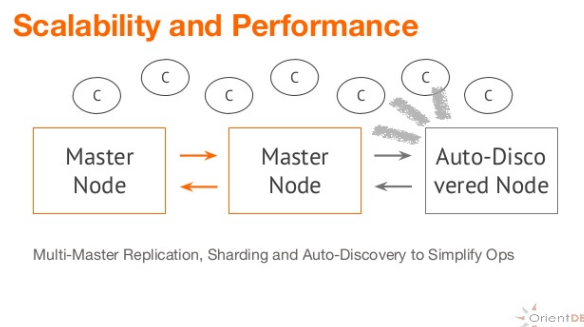 Scalability and Performance
C C C C C C C
Master Master Auto-Disco
Node Node vered Node
Multi-Master Replication, Sharding and Auto-Discovery to Simplify Ops
OrientDB